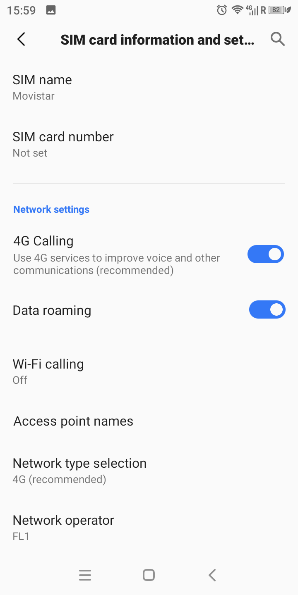 15:59
4G R 82
SIM card information and set...
SIM name
Movistar
SIM card number
Not set
Network settings
4G Calling
Use 4G services to improve voice and other
communications (recommended)
Data roaming
Wi-Fi calling
Off
Access point names
Network type selection
4G (recommended)
Network operator
FL1